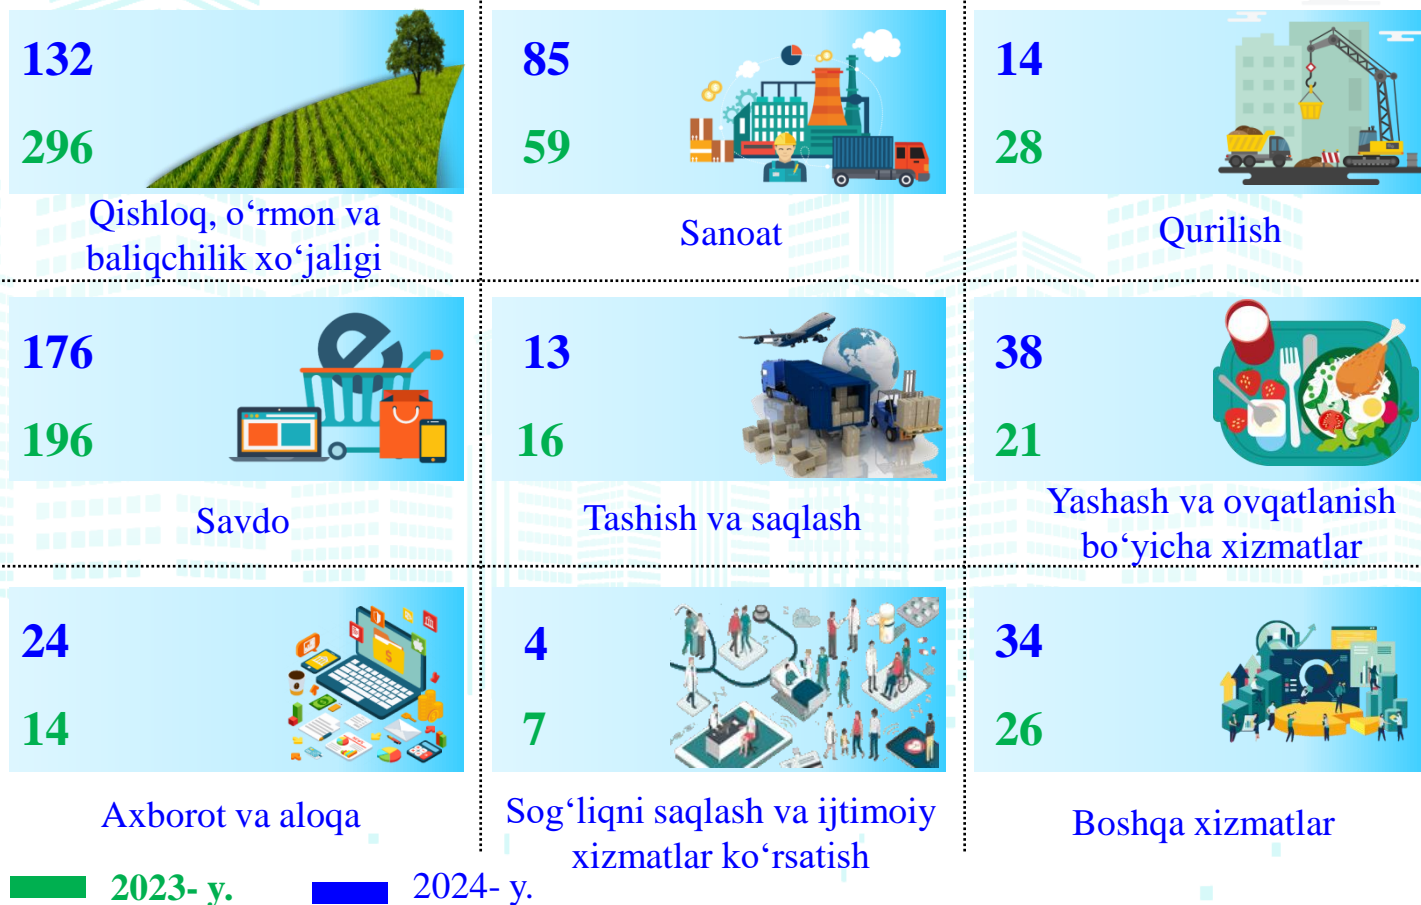 132
296
Qishloq, o‘rmon va
baliqchilik xo‘jaligi
85
59
Sanoat
14
28
Qurilish
176
196
Savdo
13
16
Tashish va saqlash
38
21
Yashash va ovqatlanish
bo‘yicha xizmatlar
24
14
Axborot va aloqa
4
7
Sog‘liqni saqlash va ijtimoiy
xizmatlar ko‘rsatish
34
26
Boshqa xizmatlar
2023- y.
2024- y.